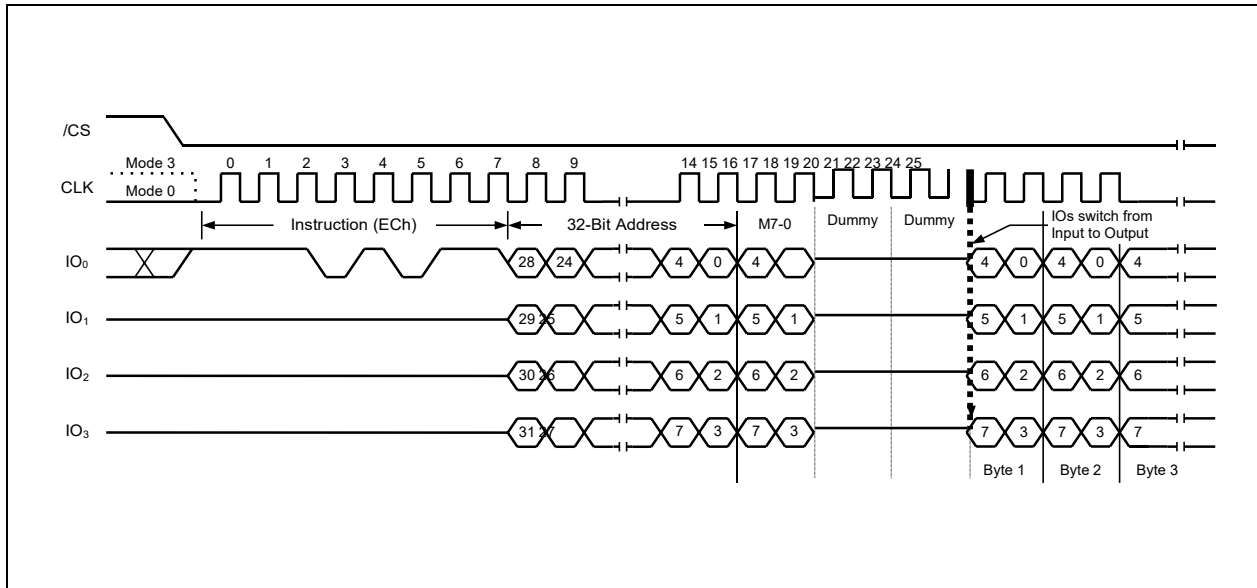 /CS
Mode 3 0 1 2 3 4 5 6 7 8 9 14 15 16 17 18 19 20 21 22 23 24 25
CLK Mode 0
Instruction (ECh) 32-Bit Address M7-0 Dummy Dummy IOs switch from
Input to Output
IO0 28 24 4 0 4 4 0 4 0 4
IO1 29 25 5 1 5 1 5 1 5 1 5
IO2 30 26 6 2 6 2 6 2 6 2 6
IO3 31 27 7 3 7 3 7 3 7 3 7
Byte 1 Byte 2 Byte 3